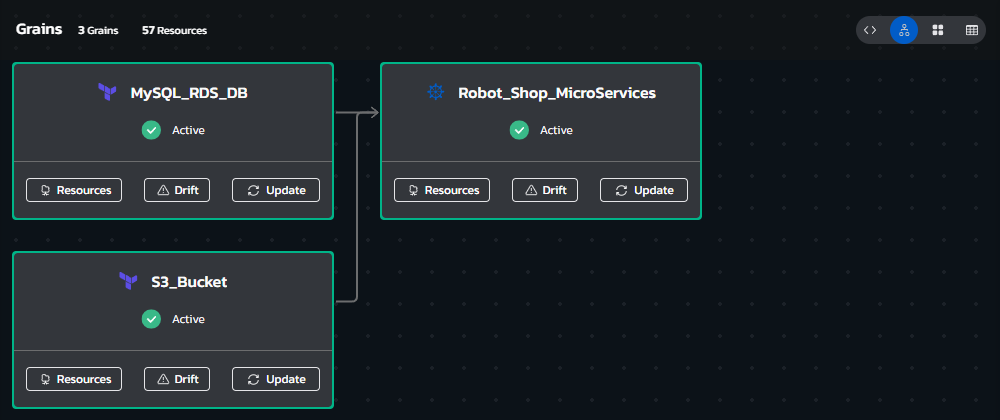 Grains 3 Grains 57 Resources
MySQL_RDS_DB
Active
Resources Drift Update
Robot_Shop_MicroServices
Active
Resources Drift Update
S3_Bucket
Active
Resources Drift Update